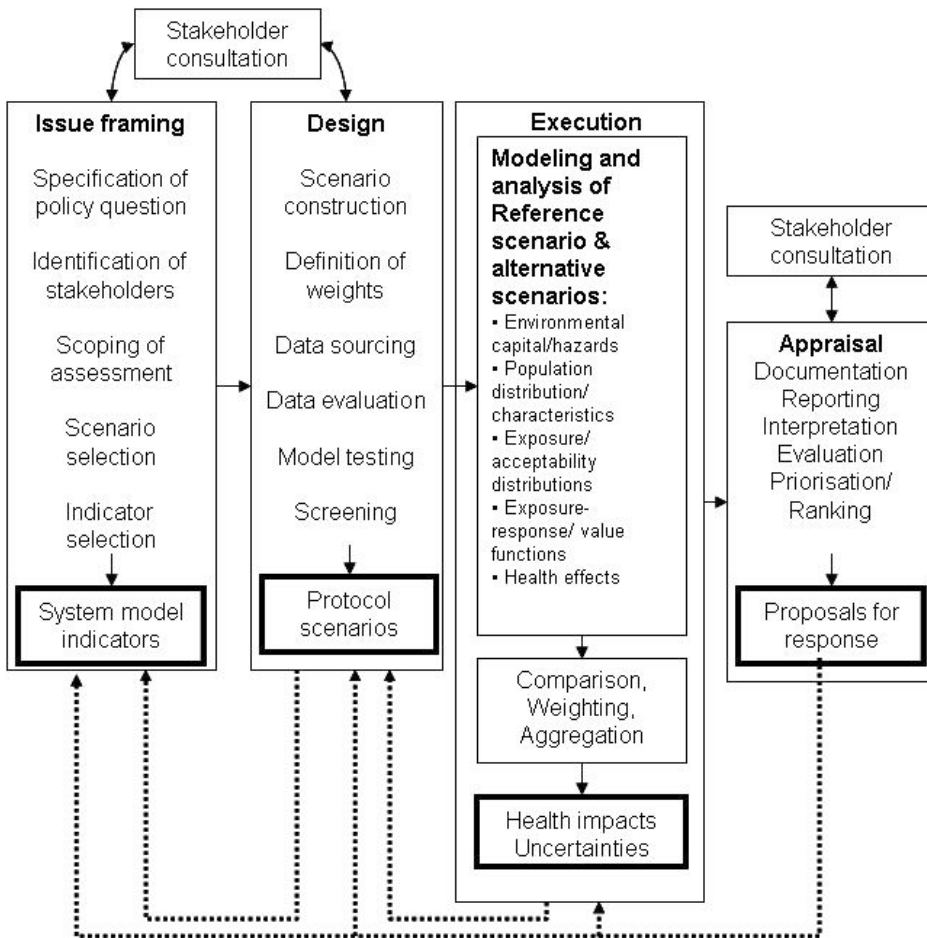 Stakeholder
consultation
Issue framing
Specification of
policy question
Identification of
stakeholders
Scoping of
assessment
Scenario
selection
Indicator
selection
System model
indicators
Design
Scenario
construction
Definition of
weights
Data sourcing
Data evaluation
Model testing
Screening
Protocol
scenarios
Execution
Modeling and
analysis of
Reference
scenario &
alternative
scenarios:
▪ Environmental
capital/hazards
▪ Population
distribution/
characteristics
▪ Exposure/
acceptability
distributions
▪ Exposure-
response/ value
functions
▪ Health effects
Comparison,
Weighting,
Aggregation
Health impacts
Uncertainties
Stakeholder
consultation
Appraisal
Documentation
Reporting
Interpretation
Evaluation
Priorisation/
Ranking
Proposals for
response